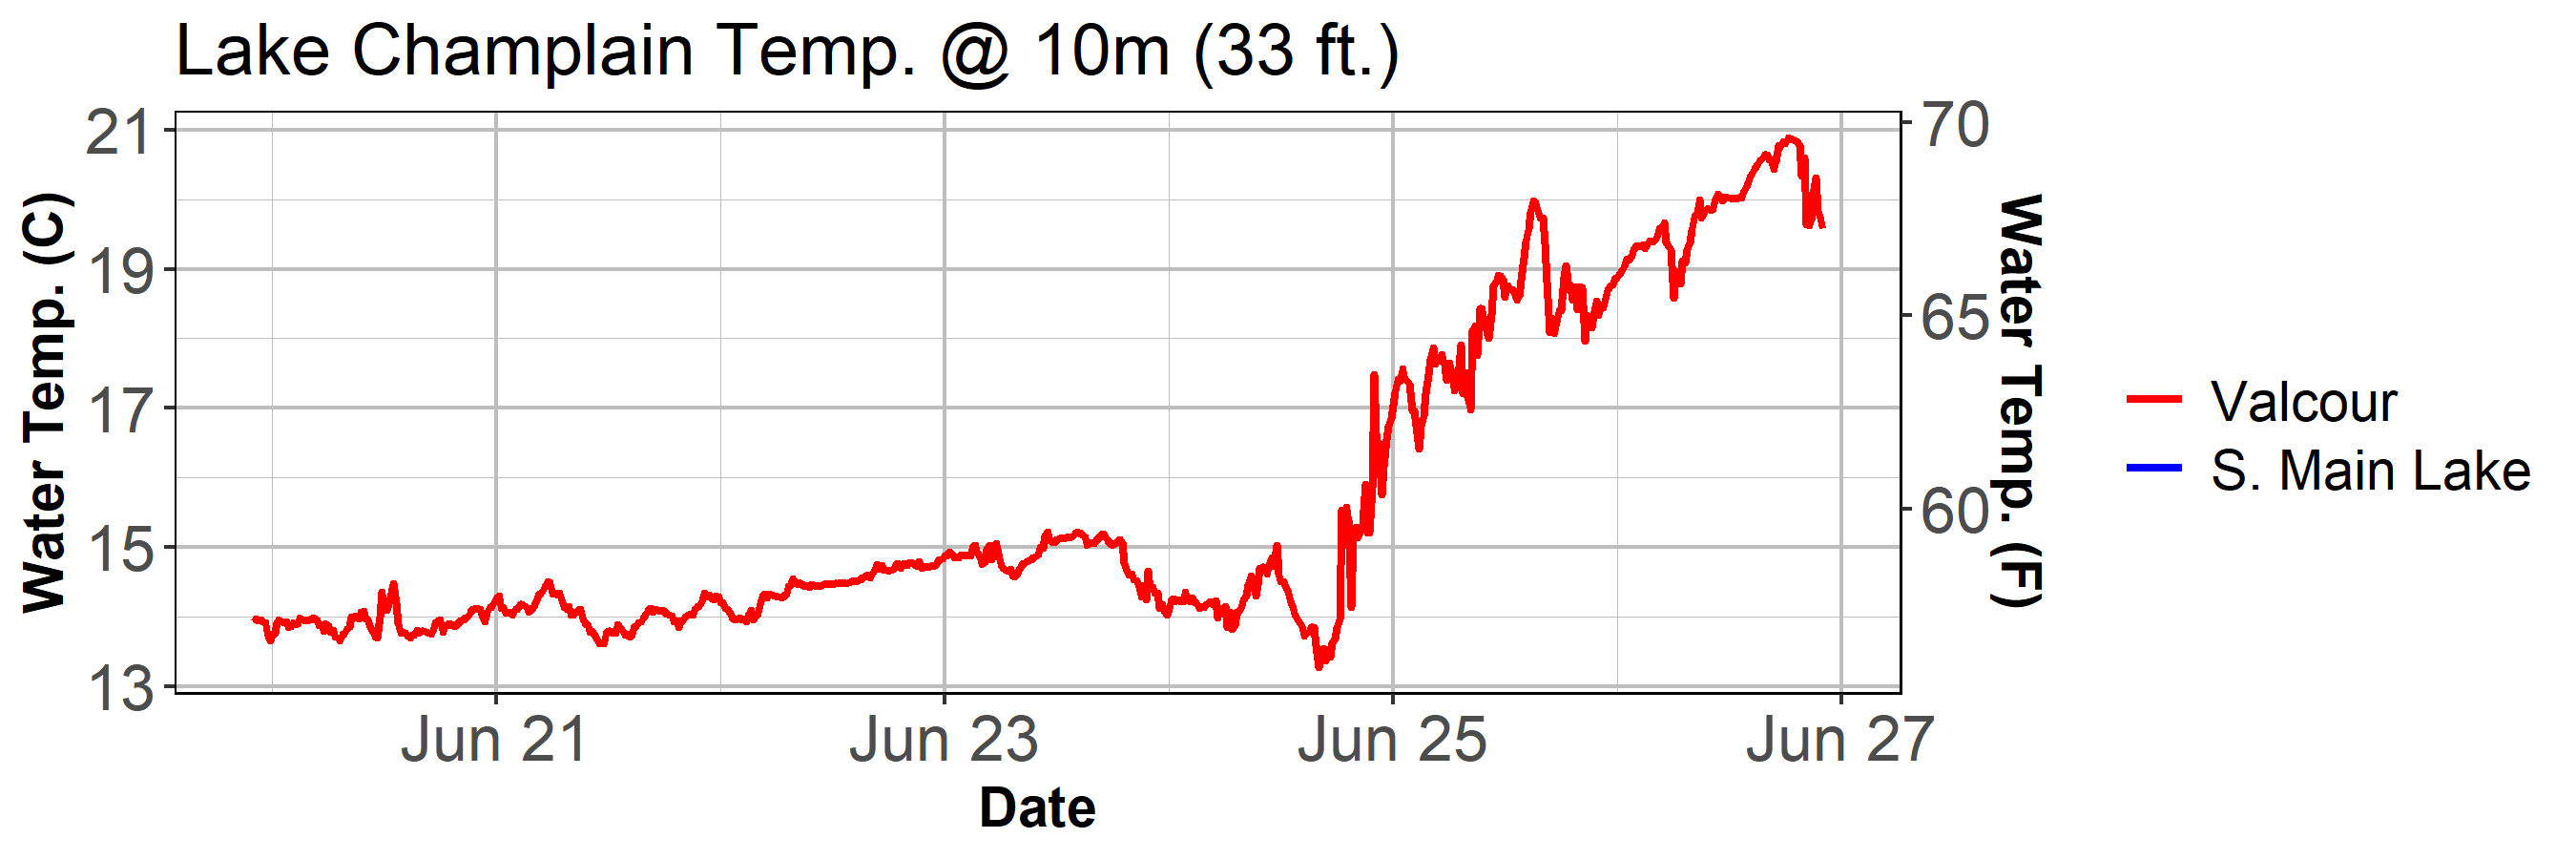 Lake Champlain Temp. @ 10m (33 ft.)
21
19
17
15
13
Water Temp. (C)
70
65
60
Water Temp. (F)
Jun 21
Jun 23
Jun 25
Jun 27
Date
Valcour
S. Main Lake